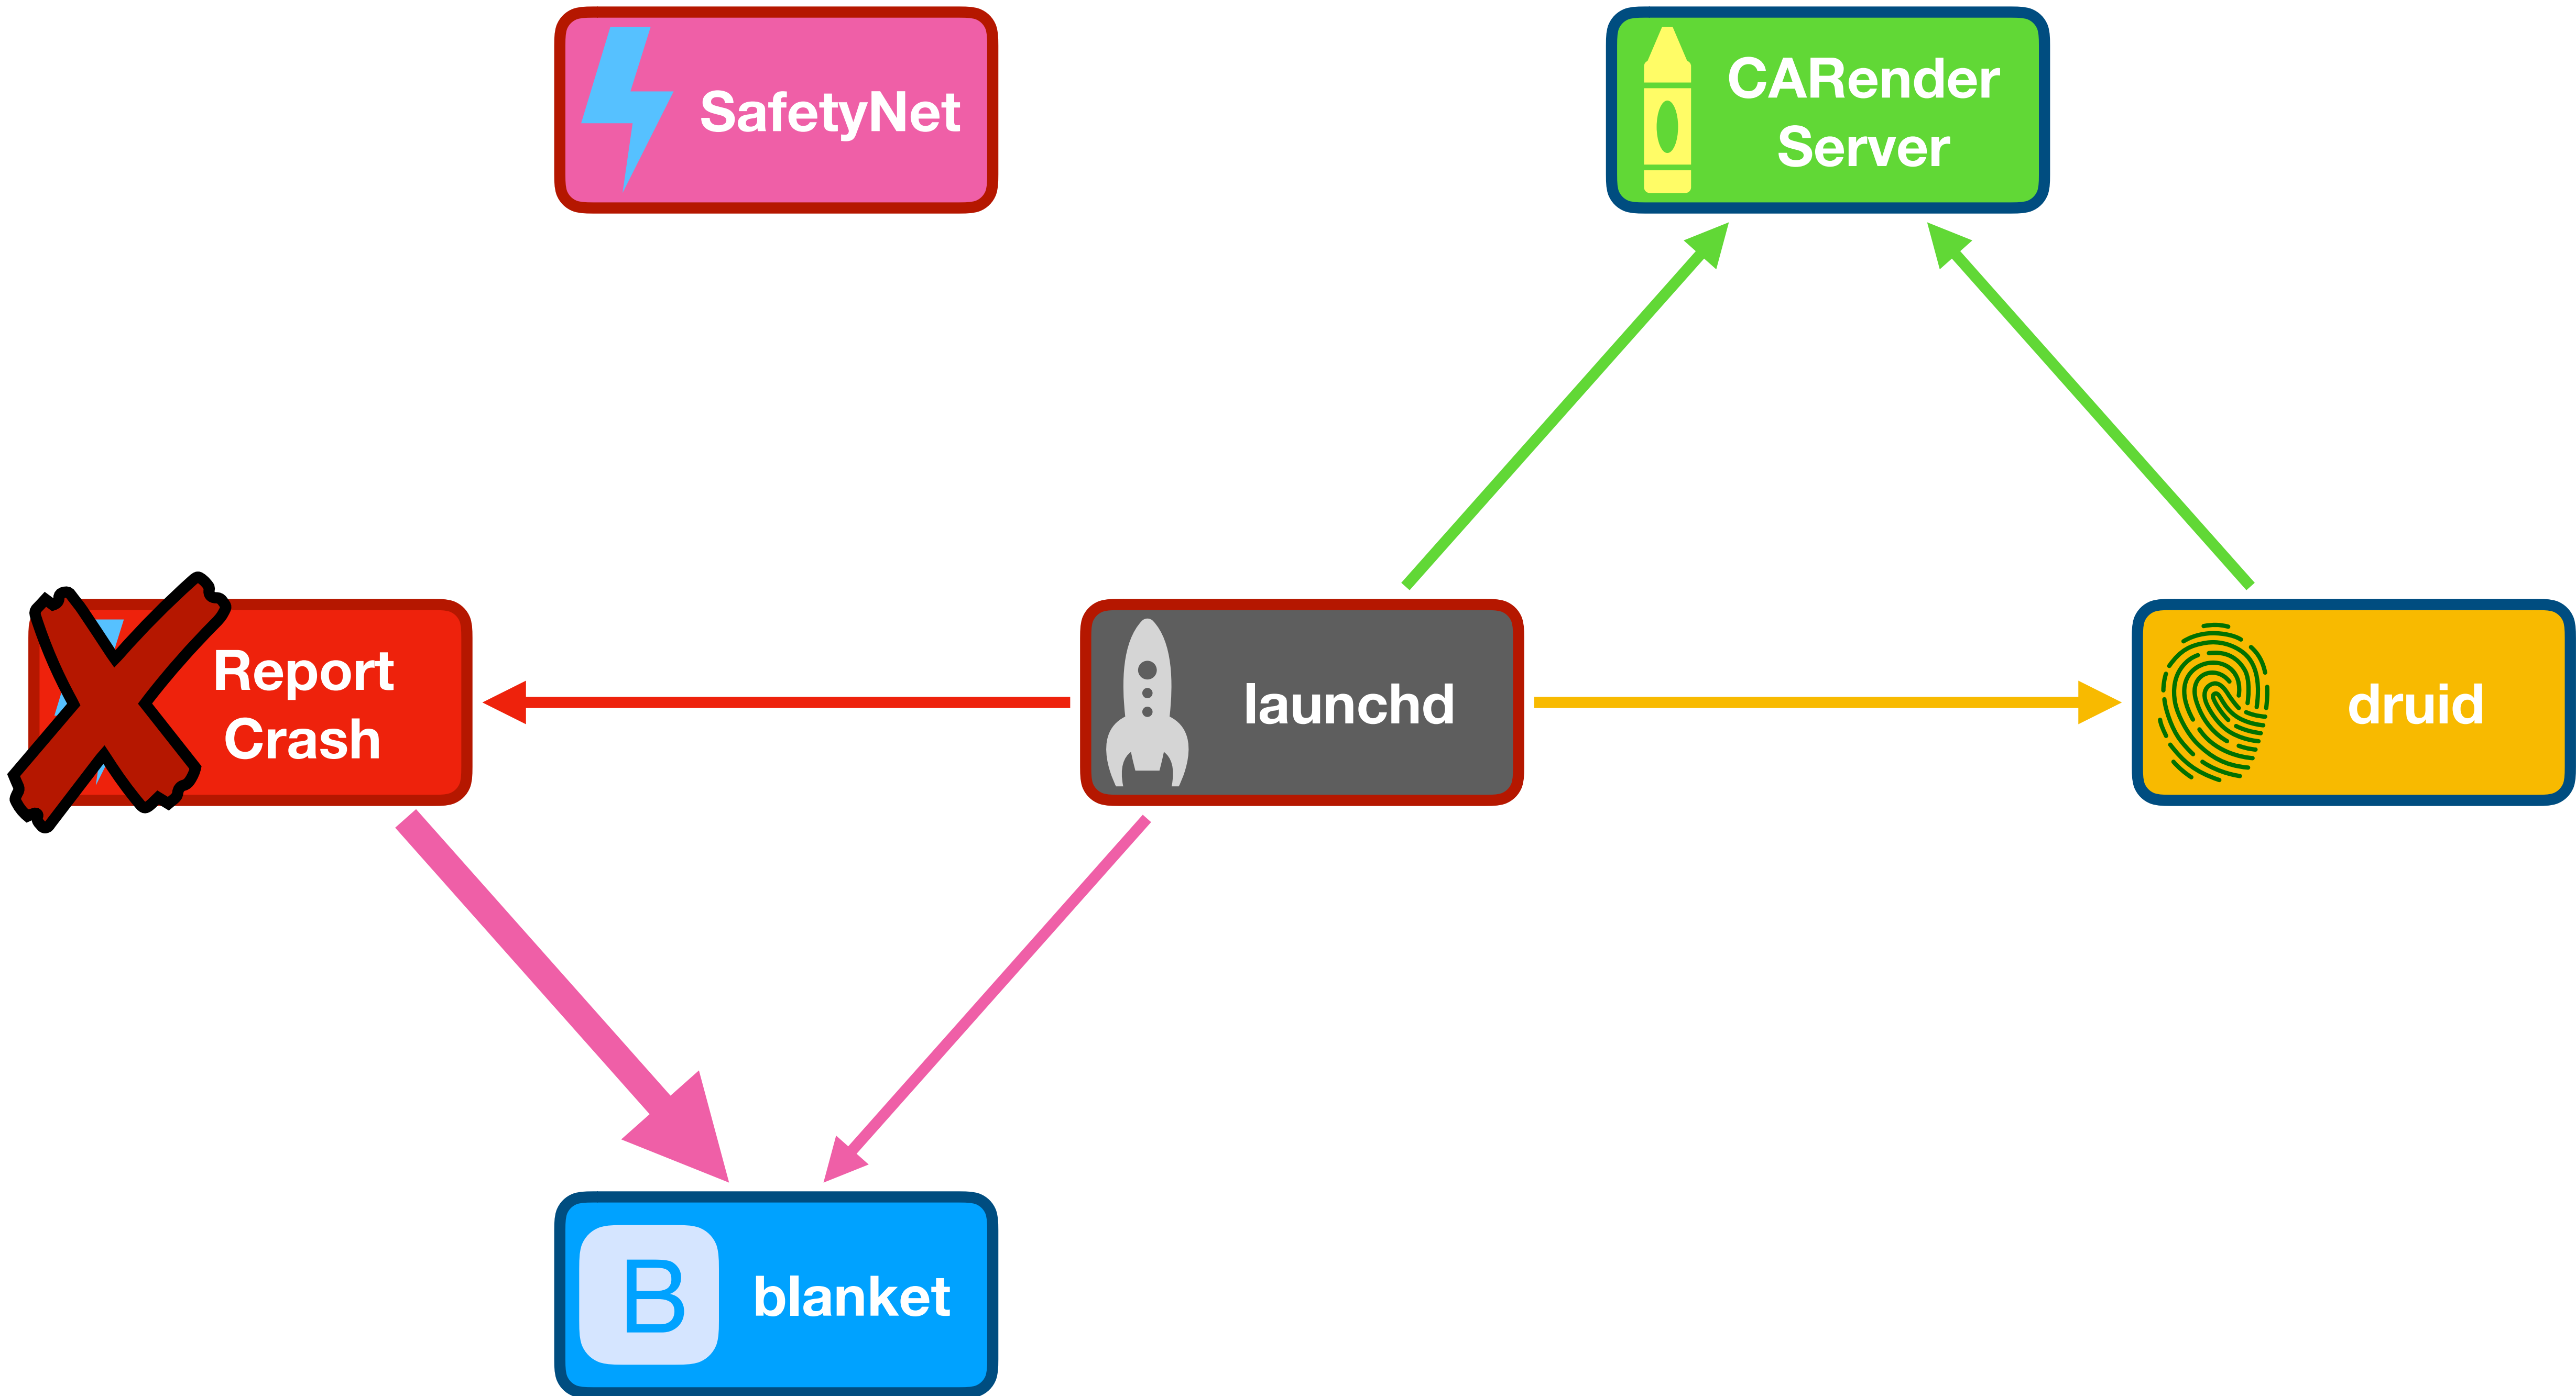 SafetyNet
CARender
Server
Report
Crash
launchd
druid
B
blanket